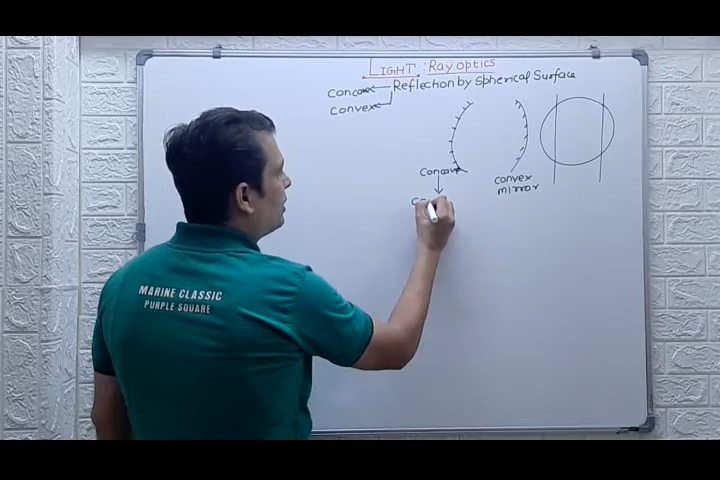 LIGHT : Ray optics
Reflection by Spherical Surface
Concave
convex
Concave
convex
mirror
MARINE CLASSIC
PURPLE SQUARE